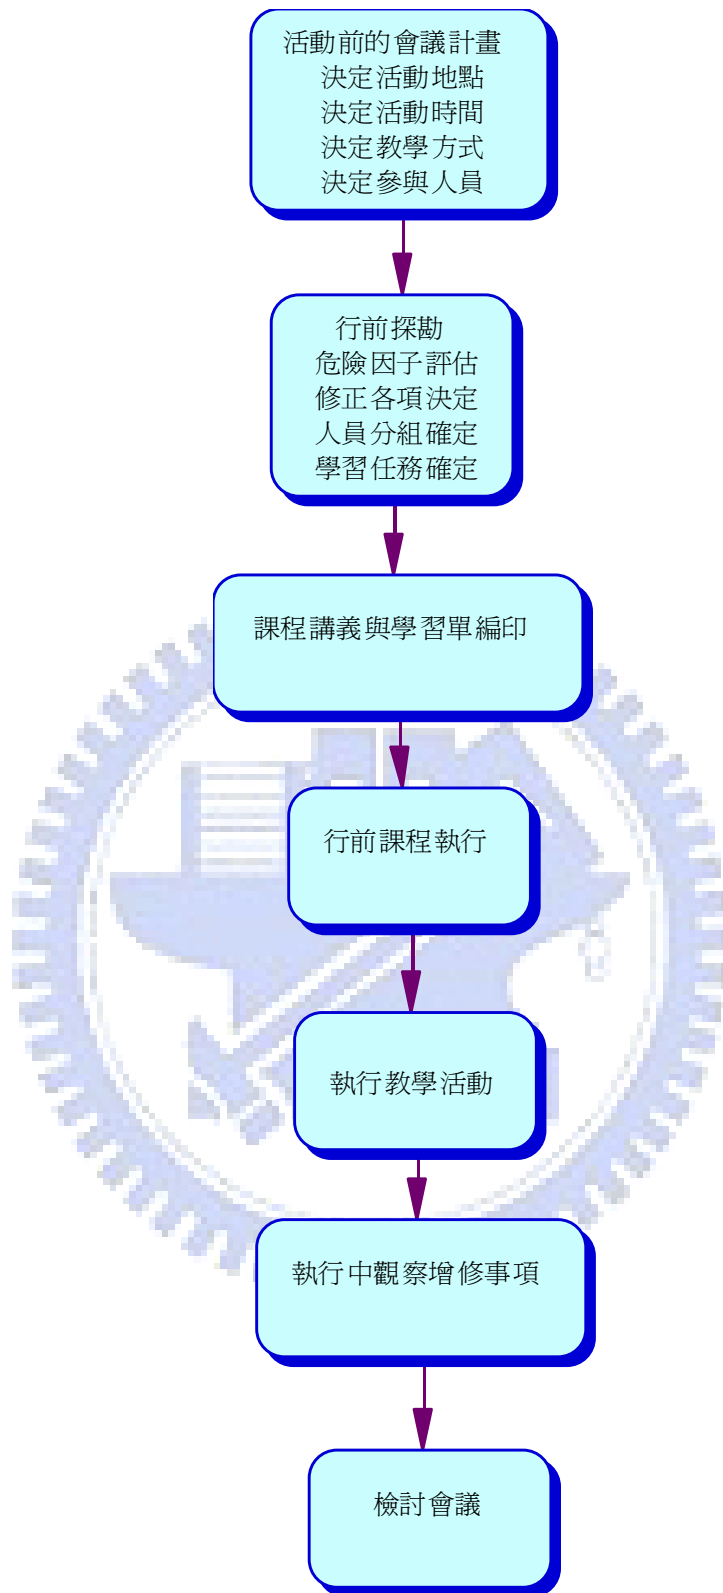 活動前的會議計畫
決定活動地點
決定活動時間
決定教學方式
決定參與人員
行前探勘
危險因子評估
修正各項決定
人員分組確定
學習任務確定
課程講義與學習單編印
行前課程執行
執行教學活動
執行中觀察增修事項
檢討會議